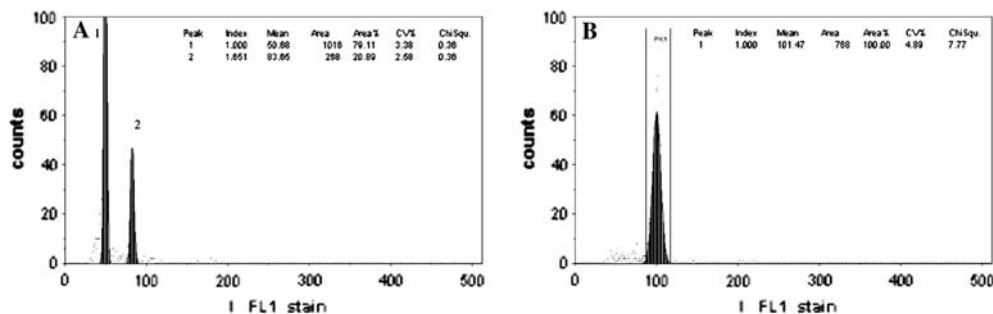 A
1
2
Peak Index Mean Area Area% CV% ChiSqu.
1 1.000 50.68 1016 79.11 3.38 0.36
2 1.651 83.65 268 20.89 2.58 0.36
100
80
60
40
20
0
counts
0 100 200 300 400 500
I FL1 stain
B
Peak Index Mean Area Area% CV% ChiSqu.
1 1.000 101.47 768 100.00 4.89 7.77
100
80
60
40
20
0
counts
0 100 200 300 400 500
I FL1 stain